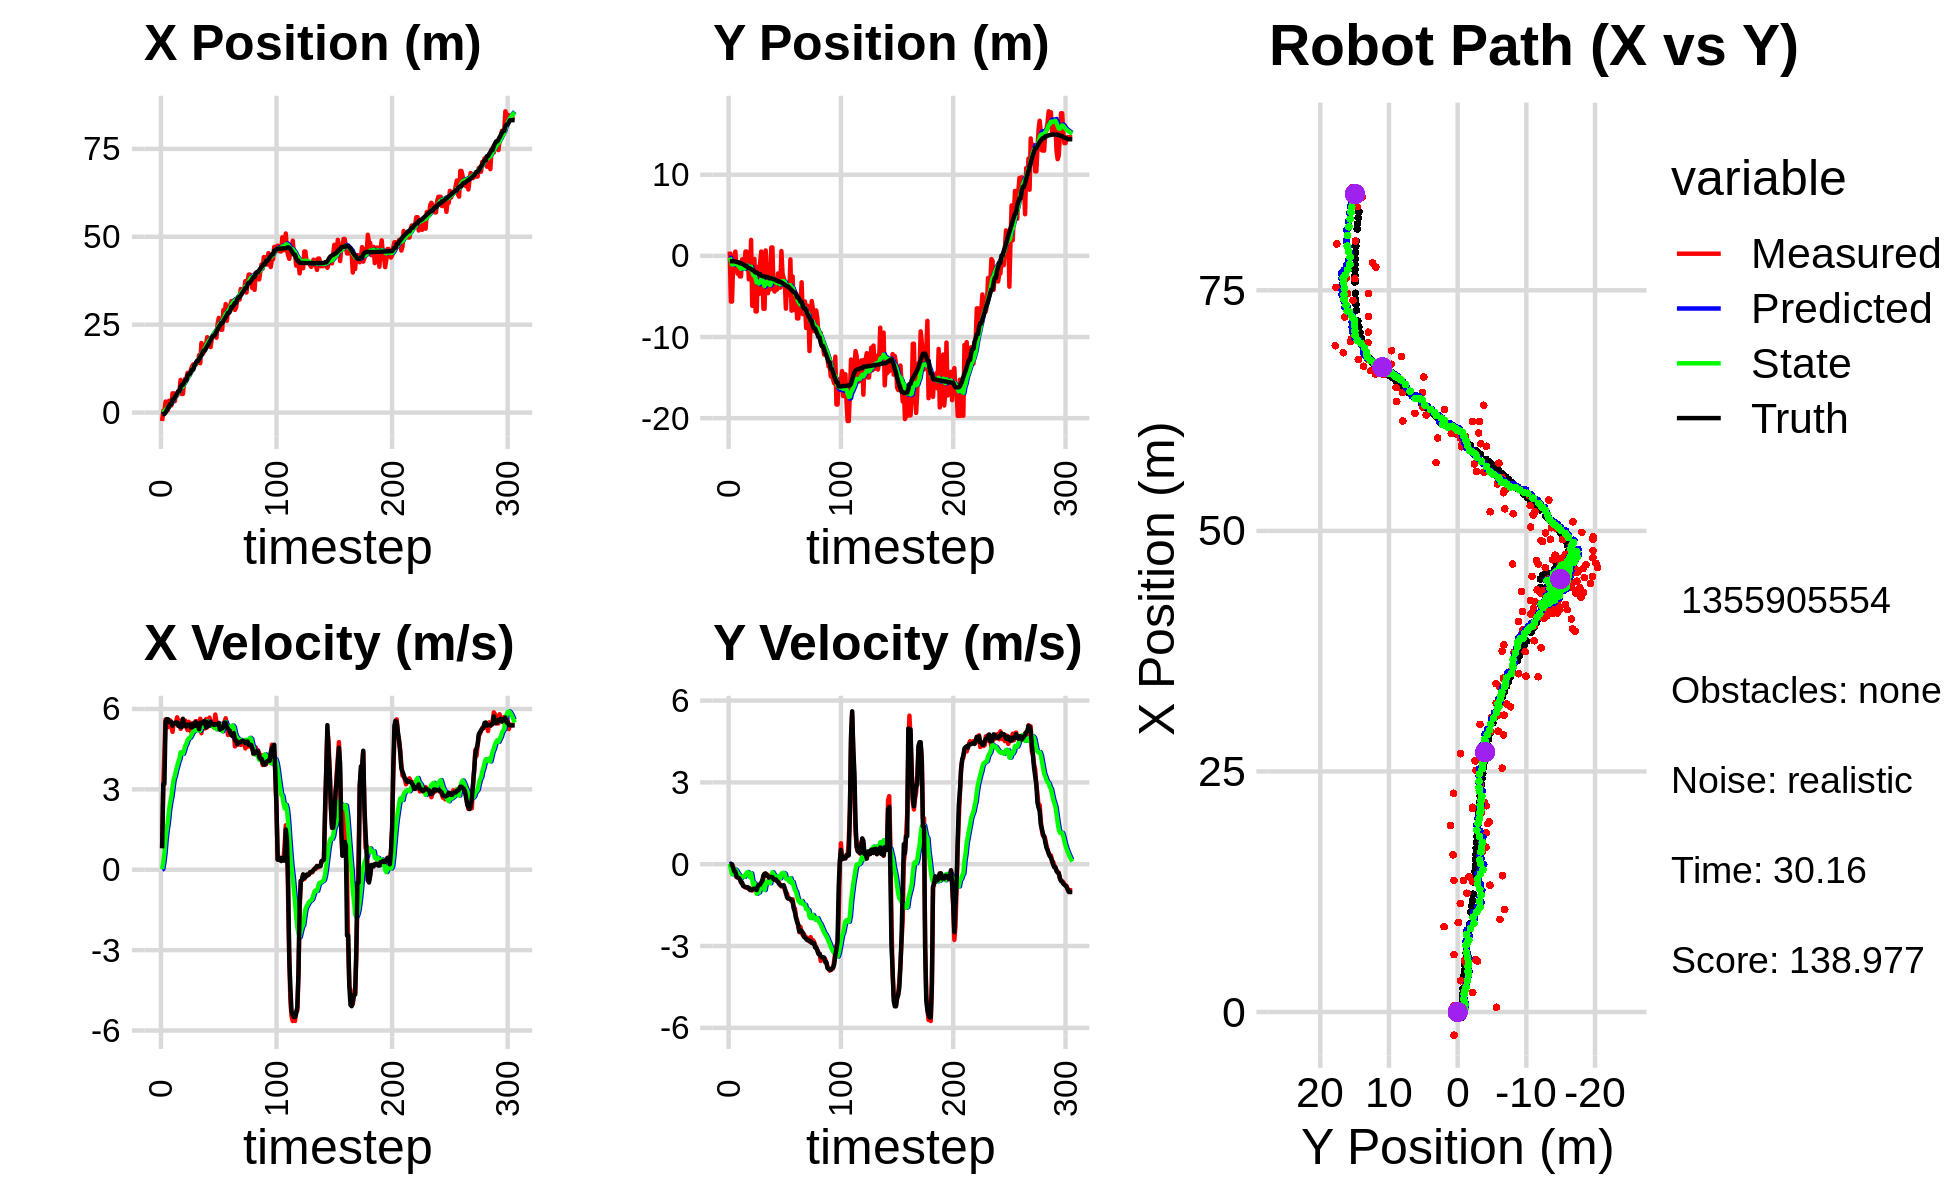 X Position (m)
75
50
25
0
0
100
200
300
timestep
Y Position (m)
10
0
-10
-20
0
100
200
300
timestep
X Velocity (m/s)
6
3
0
-3
-6
0
100
200
300
timestep
Y Velocity (m/s)
6
3
0
-3
-6
0
100
200
300
timestep
Robot Path (X vs Y)
X Position (m)
75
50
25
0
20 10 0 -10 -20
Y Position (m)
variable
Measured
Predicted
State
Truth
1355905554
Obstacles: none
Noise: realistic
Time: 30.16
Score: 138.977